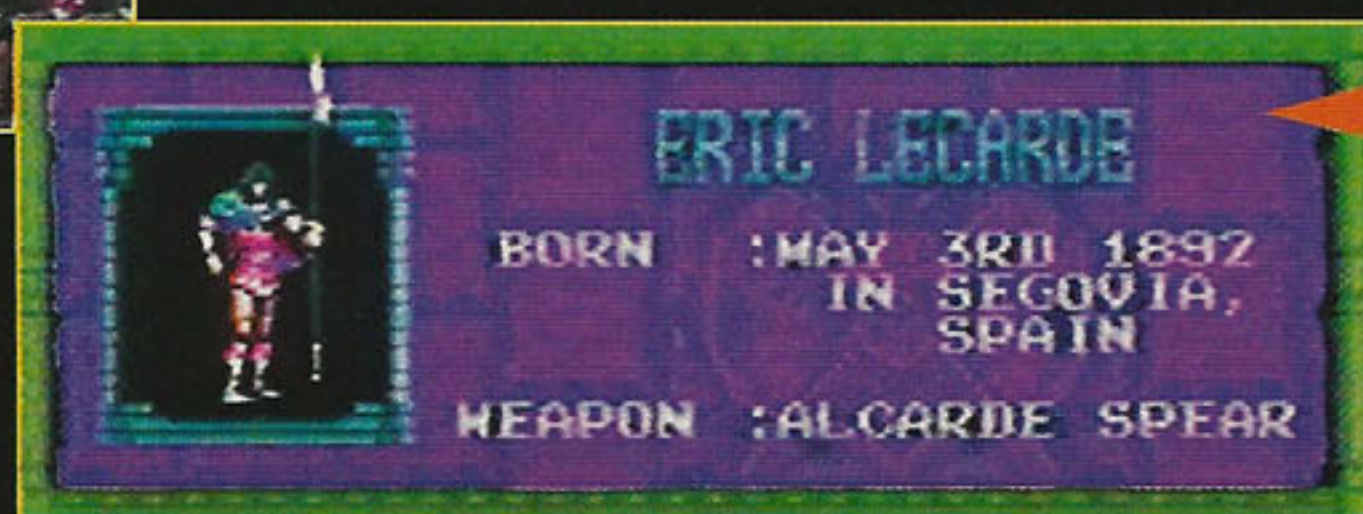 ERIC LECARDE
BORN :MAY 3RD 1892
IN SEGOVIA,
SPAIN
WEAPON :ALCARDE SPEAR